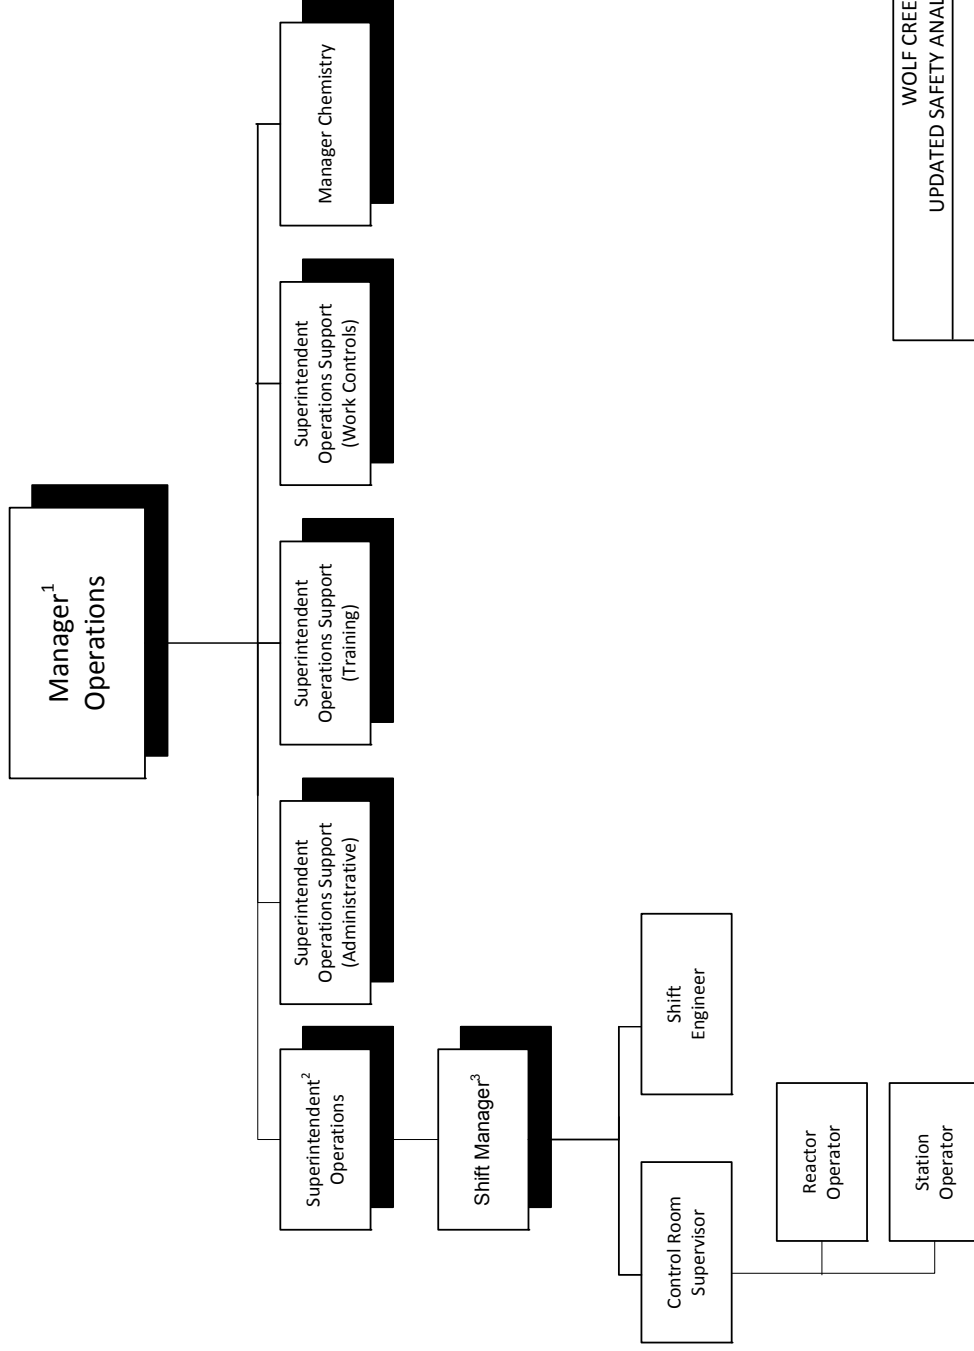 Manager1
Operations
Superintendent2
Operations
Superintendent
Operations Support
(Administrative)
Superintendent
Operations Support
(Training)
Superintendent
Operations Support
(Work Controls)
Manager Chemistry
Shift Manager3
Control Room
Supervisor
Shift
Engineer
Reactor
Operator
Station
Operator
WOLF CREE
UPDATED SAFETY ANAL